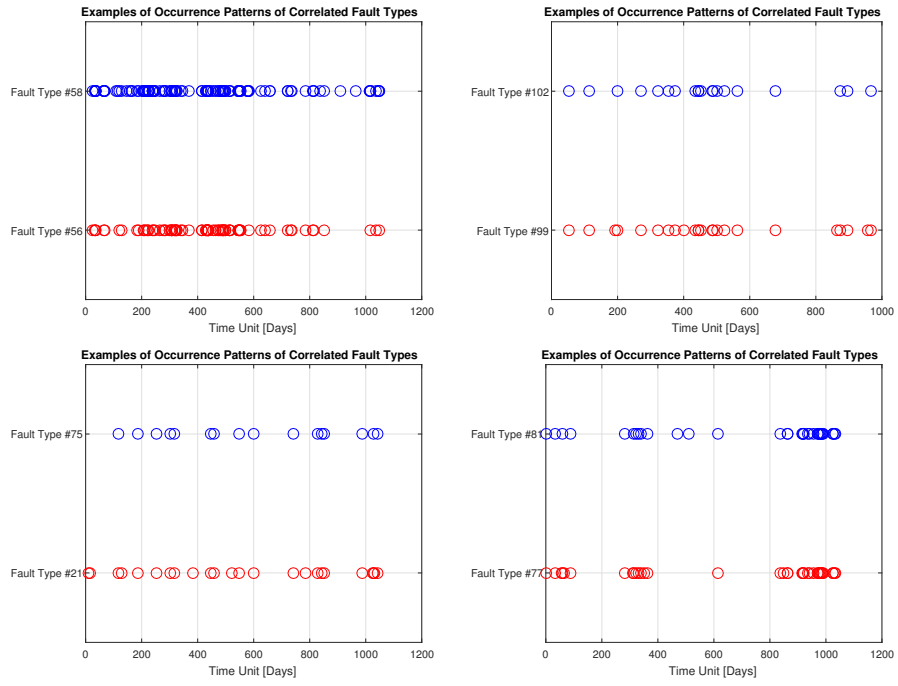 Examples of Occurrence Patterns of Correlated Fault Types
Fault Type #58
Fault Type #56
0 200 400 600 800 1000 1200
Time Unit [Days]
Examples of Occurrence Patterns of Correlated Fault Types
Fault Type #102
Fault Type #99
0 200 400 600 800 1000
Time Unit [Days]
Examples of Occurrence Patterns of Correlated Fault Types
Fault Type #75
Fault Type #21
0 200 400 600 800 1000 1200
Time Unit [Days]
Examples of Occurrence Patterns of Correlated Fault Types
Fault Type #81
Fault Type #77
0 200 400 600 800 1000 1200
Time Unit [Days]